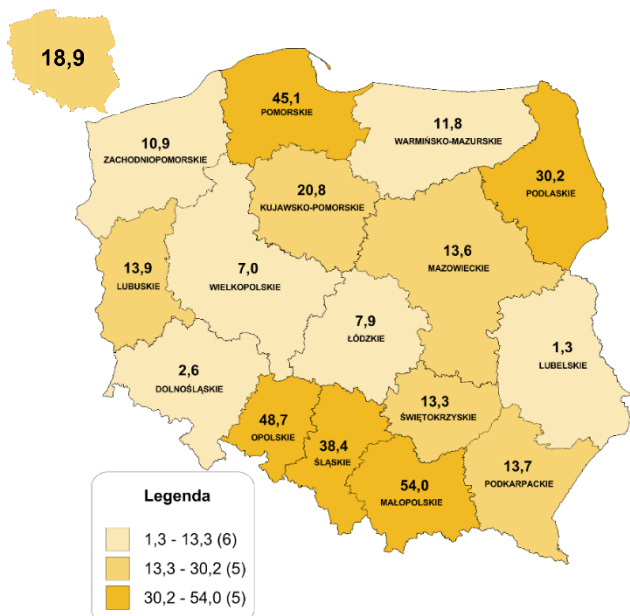 18,9
45,1
POMORSKIE
11,8
WARMIŃSKO-MAZURSKIE
10,9
ZACHODNIOPOMORSKIE
30,2
PODLASKIE
20,8
KUJAWSKO-POMORSKIE
13,6
MAZOWIECKIE
13,9
LUBUSKIE
7,0
WIELKOPOLSKIE
7,9
ŁÓDZKIE
1,3
LUBELSKIE
2,6
DOLNOŚLĄSKIE
13,3
ŚWIĘTOKRZYSKIE
48,7
OPOLSKIE
38,4
ŚLĄSKIE
54,0
MAŁOPOLSKIE
13,7
PODKARPACKIE
Legenda
1,3 - 13,3 (6)
13,3 - 30,2 (5)
30,2 - 54,0 (5)